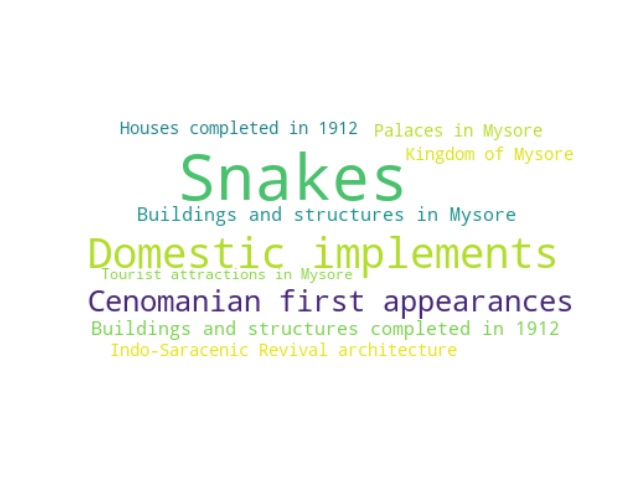 Houses completed in 1912
Palaces in Mysore
Kingdom of Mysore
Snakes
Buildings and structures in Mysore
Domestic implements
Tourist attractions in Mysore
Cenomanian first appearances
Buildings and structures completed in 1912
Indo-Saracenic Revival architecture